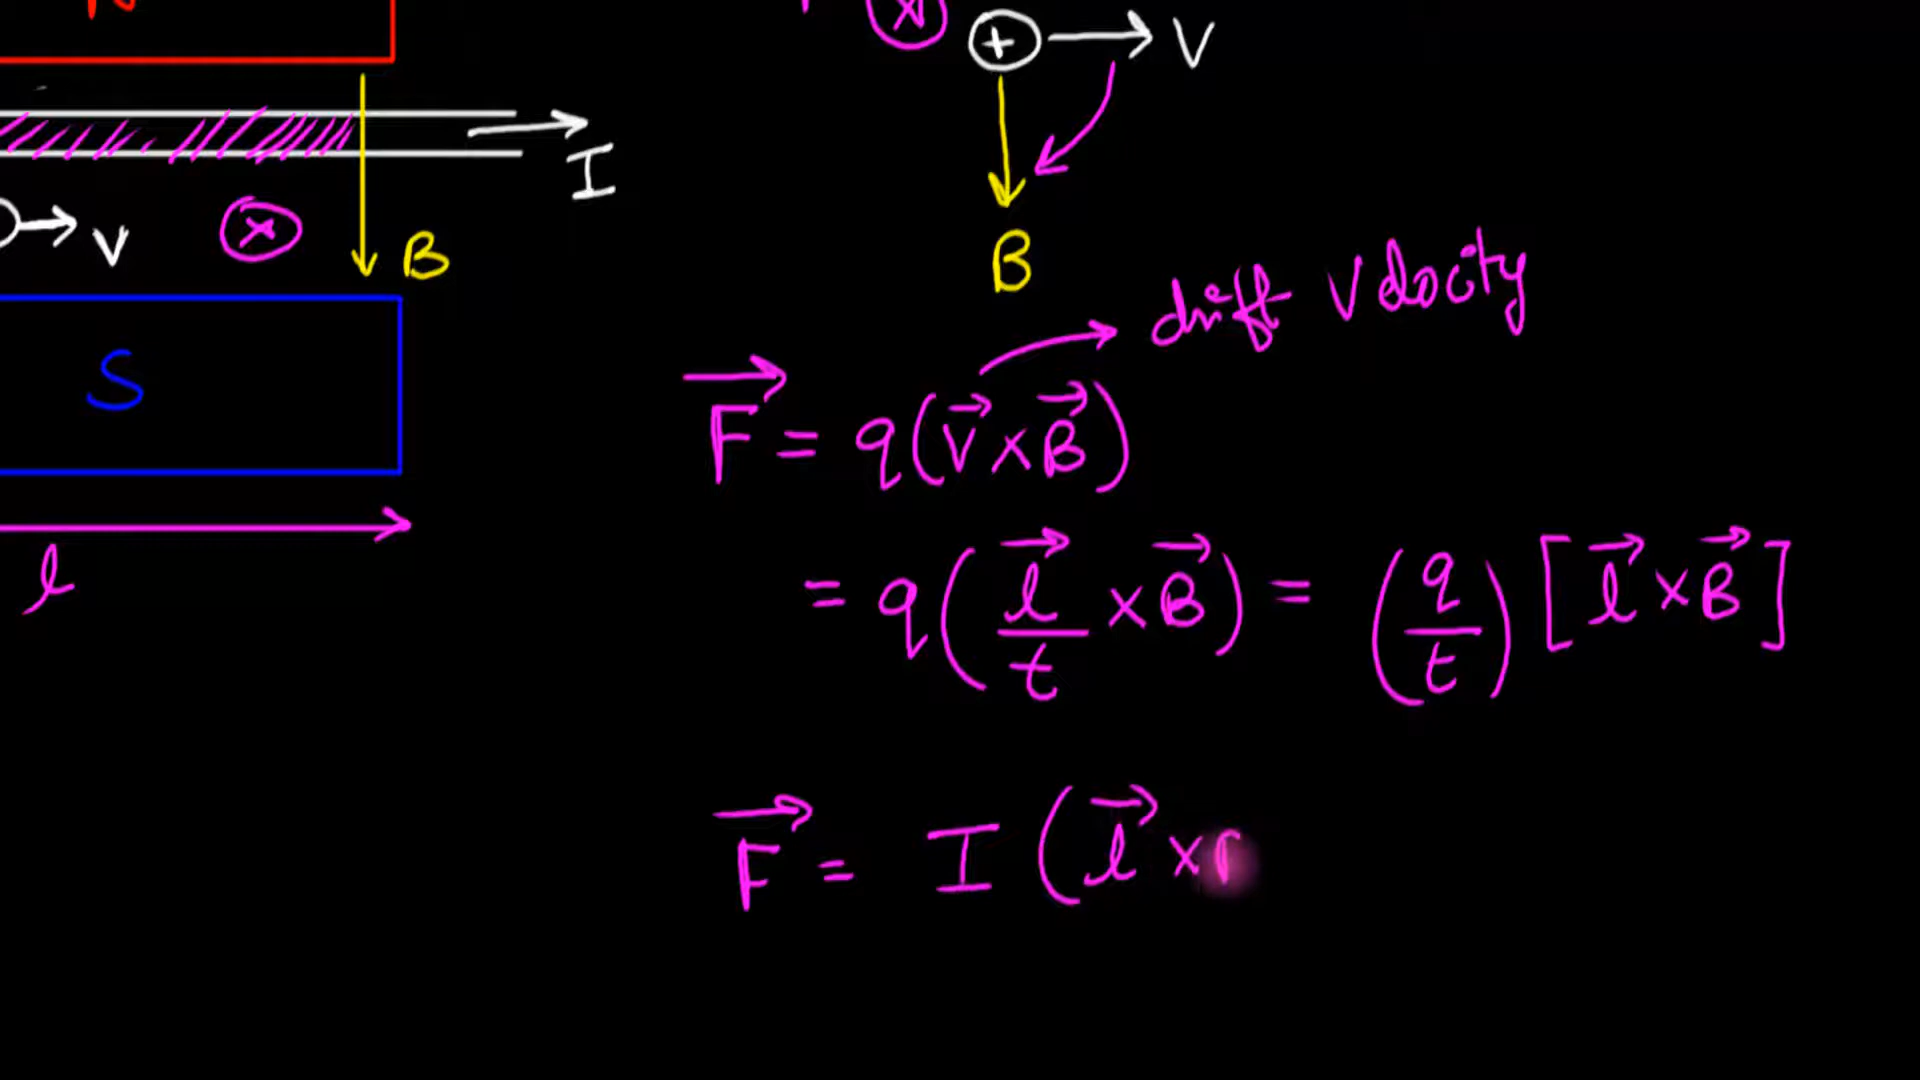 V
I
V
B
B
drift Velocity
S
F = q(v×B)
l
= q(l/t ×B) = (q/t) [l×B]
F = I (l ×